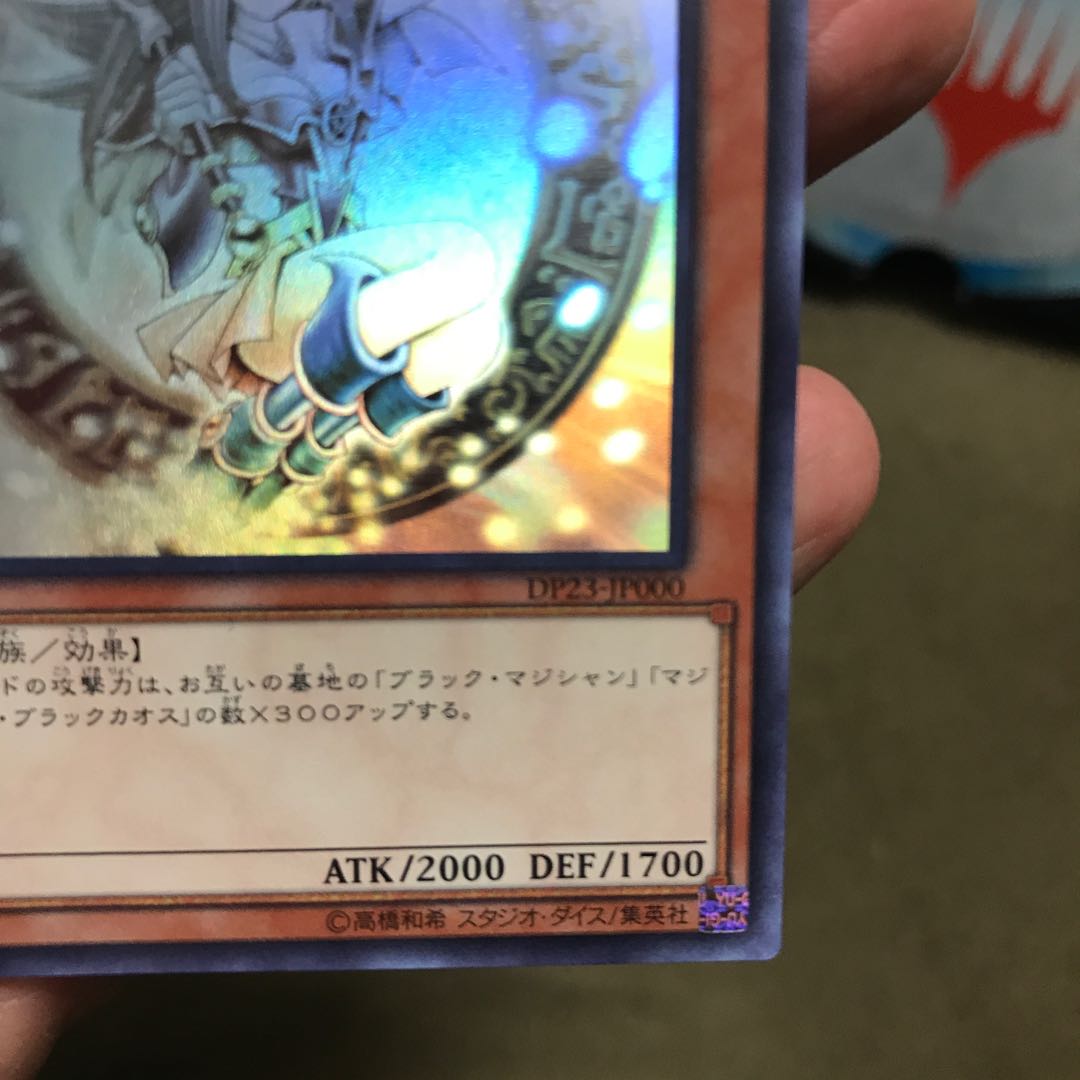 DP23-JP000
族／効果】
ドの攻撃力は、お互いの墓地の「ブラック・マジシャン」「マジ
・ブラックカオス」の数×300アップする。
ATK/2000 DEF/1700
©高橋和希 スタジオ・ダイス/集英社